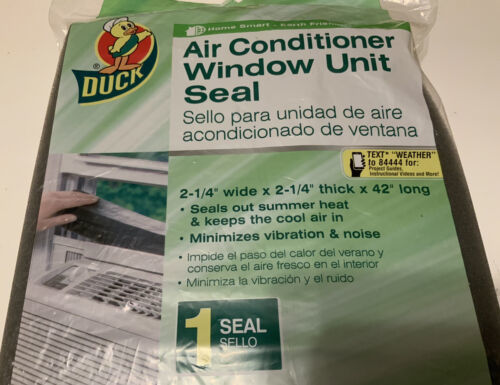 Home Smart - Earth Friendly
DUCK
®
Air Conditioner
Window Unit
Seal
Sello para unidad de aire
acondicionado de ventana
TEXT* "WEATHER"
to 84444 for:
Project Guides,
Instructional Videos and More!
2-1/4" wide x 2-1/4" thick x 42" long
• Seals out summer heat
& keeps the cool air in
• Minimizes vibration & noise
• Impide el paso del calor del verano y
conserva el aire fresco en el interior
• Minimiza la vibración y el ruido
1 SEAL
SELLO